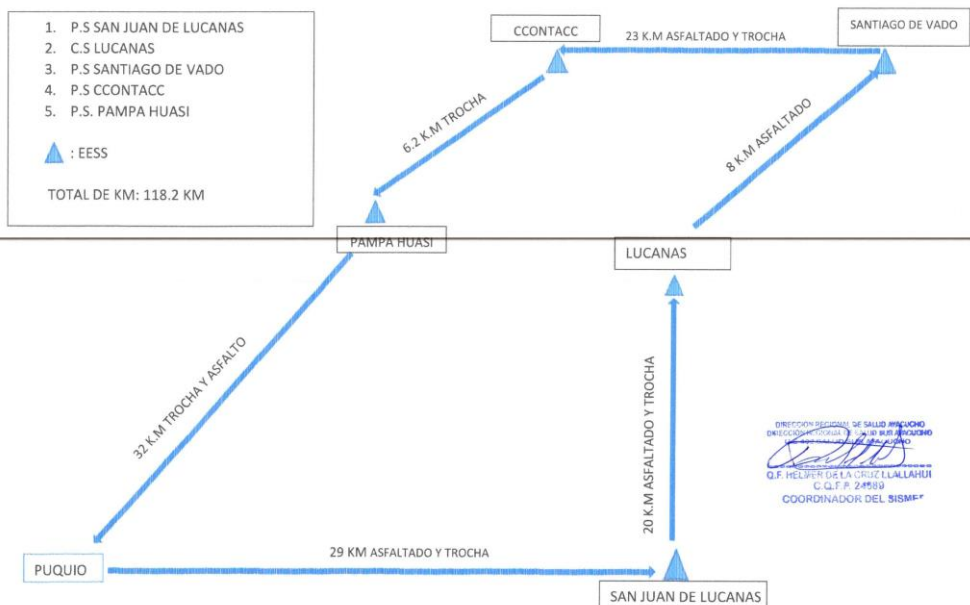 1. P.S SAN JUAN DE LUCANAS
2. C.S LUCANAS
3. P.S SANTIAGO DE VADO
4. P.S CCONTACC
5. P.S. PAMPA HUASI
: EESS
TOTAL DE KM: 118.2 KM
CCONTACC
23 K.M ASFALTADO Y TROCHA
SANTIAGO DE VADO
6.2 K.M TROCHA
8 K.M ASFALTADO
PAMPA HUASI
LUCANAS
32 K.M TROCHA Y ASFALTO
20 K.M ASFALTADO Y TROCHA
PUQUIO
29 KM ASFALTADO Y TROCHA
SAN JUAN DE LUCANAS
DIRECCIÓN REGIONAL DE SALUD AYACUCHO
Q.F. HELMER DE LA CRUZ LLALLAHUI
C.Q.F.P. 24589
COORDINADOR DEL